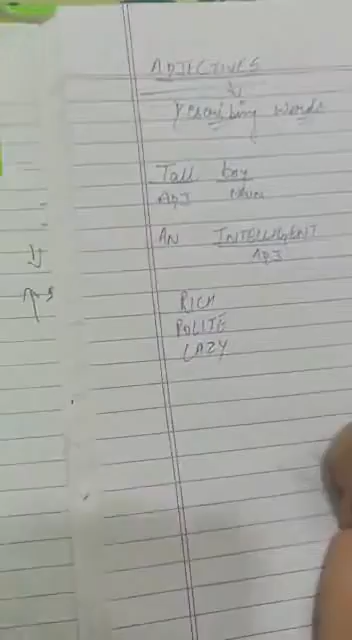 ADJECTIVES
↓
Describing words
Tall boy
ADJ Noun
AN INTELLIGENT
ADJ
RICH
POLITE
LAZY